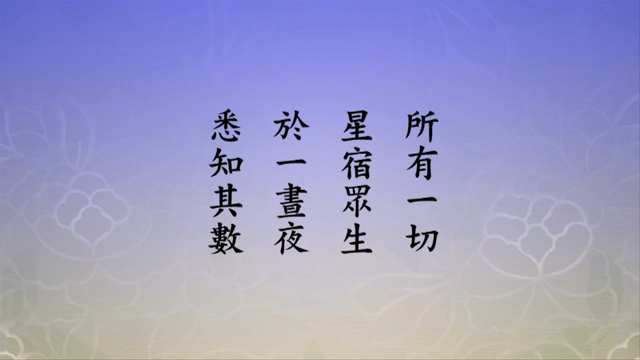 所有一切
星宿眾生
於一晝夜
悉知其數